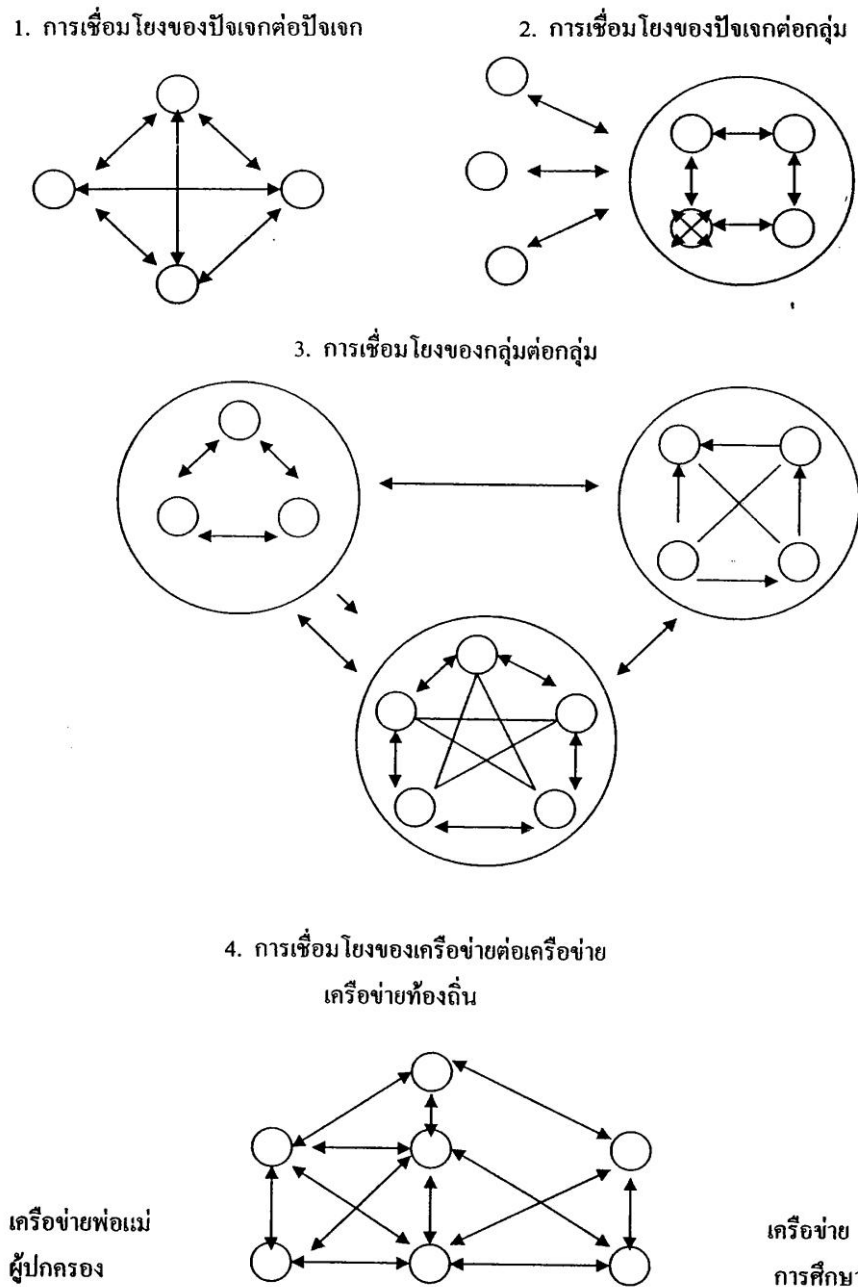 1. การเชื่อมโยงของปัจเจกต่อปัจเจก
2. การเชื่อมโยงของปัจเจกต่อกลุ่ม
3. การเชื่อมโยงของกลุ่มต่อกลุ่ม
4. การเชื่อมโยงของเครือข่ายต่อเครือข่าย
เครือข่ายท้องถิ่น
เครือข่ายพ่อแม่
ผู้ปกครอง
เครือข่าย
การศึกษา